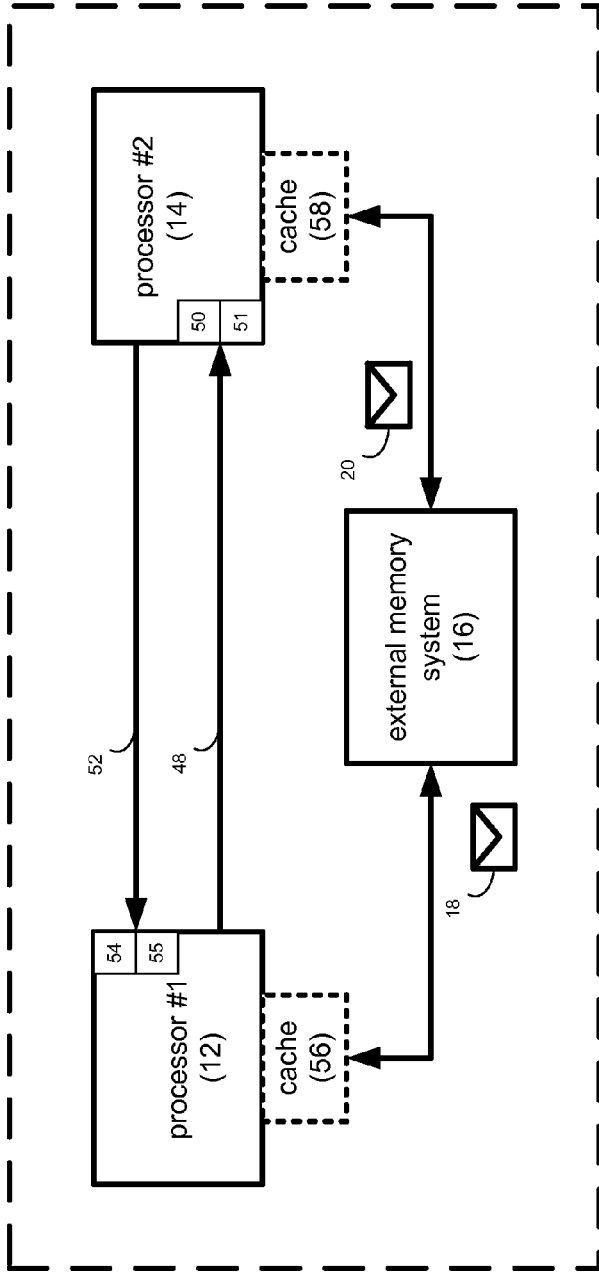 52
48
54
55
processor #1
(12)
cache
(56)
50
51
processor #2
(14)
cache
(58)
18
20
external memory
system
(16)